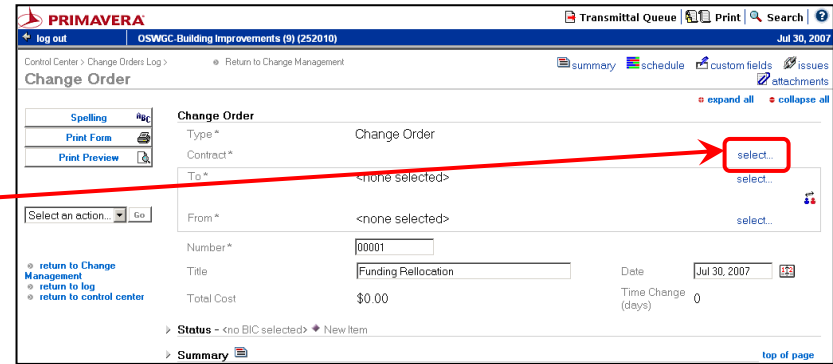 PRIMAVERA
Transmittal Queue Print Search
log out OSWGC-Building Improvements (9) (252010) Jul 30, 2007
Control Center > Change Orders Log > Return to Change Management
summary schedule custom fields issues
Change Order
attachments
expand all collapse all
Spelling
Print Form
Print Preview
Select an action... Go
return to Change Management
return to log
return to control center
Change Order
Type * Change Order
Contract * select...
To * <none selected> select...
From * <none selected> select...
Number * 00001
Title Funding Rellocation Date Jul 30, 2007
Total Cost $0.00 Time Change (days) 0
Status - <no BIC selected> New Item
Summary
top of page